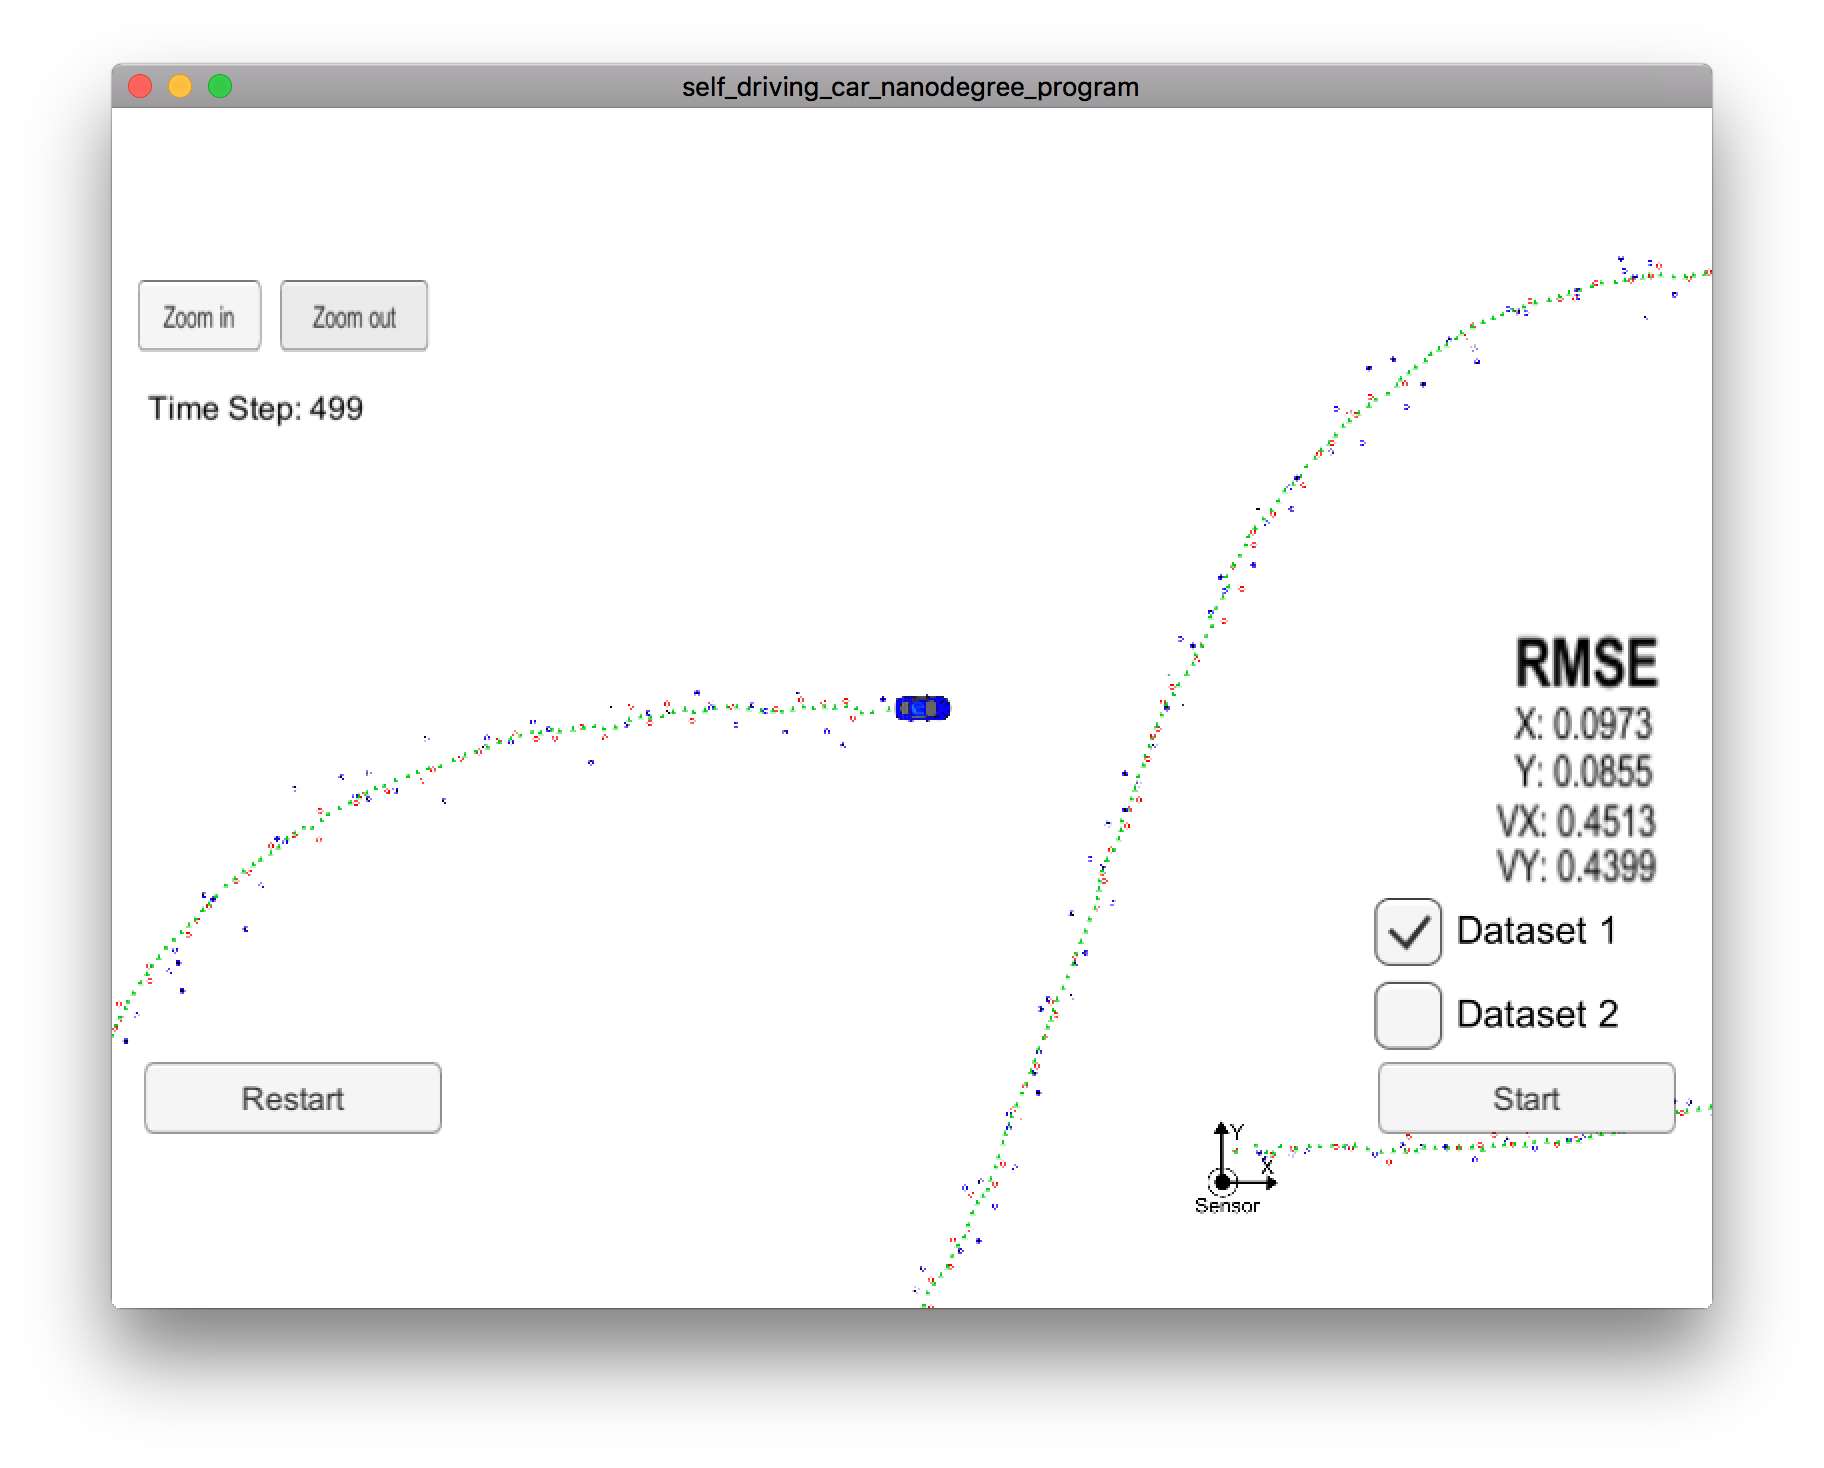 self_driving_car_nanodegree_program
Zoom in
Zoom out
Time Step: 499
RMSE
X: 0.0973
Y: 0.0855
VX: 0.4513
VY: 0.4399
Dataset 1
Dataset 2
Restart
Start
Y
X
Sensor